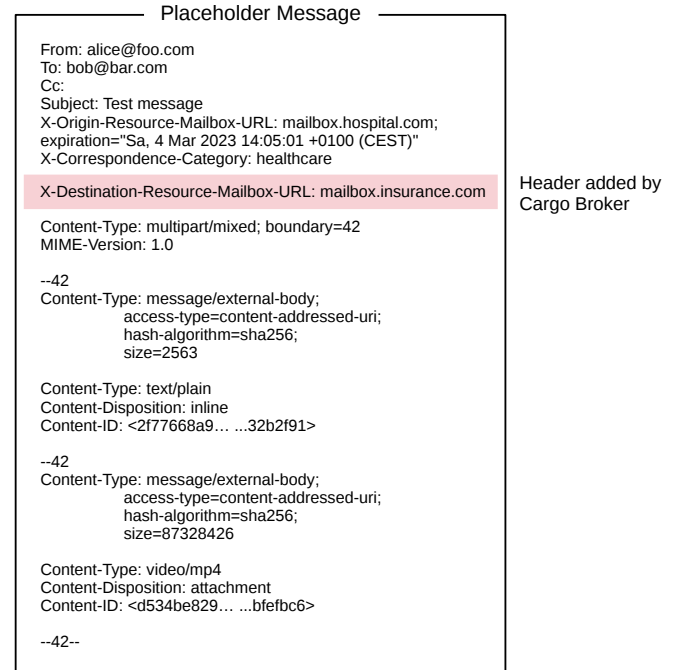 Placeholder Message
From: alice@foo.com
To: bob@bar.com
Cc:
Subject: Test message
X-Origin-Resource-Mailbox-URL: mailbox.hospital.com;
expiration="Sa, 4 Mar 2023 14:05:01 +0100 (CEST)"
X-Correspondence-Category: healthcare
X-Destination-Resource-Mailbox-URL: mailbox.insurance.com
Header added by
Cargo Broker
Content-Type: multipart/mixed; boundary=42
MIME-Version: 1.0
--42
Content-Type: message/external-body;
access-type=content-addressed-uri;
hash-algorithm=sha256;
size=2563
Content-Type: text/plain
Content-Disposition: inline
Content-ID: <2f77668a9… ...32b2f91>
--42
Content-Type: message/external-body;
access-type=content-addressed-uri;
hash-algorithm=sha256;
size=87328426
Content-Type: video/mp4
Content-Disposition: attachment
Content-ID: <d534be829… ...bfefbc6>
--42--